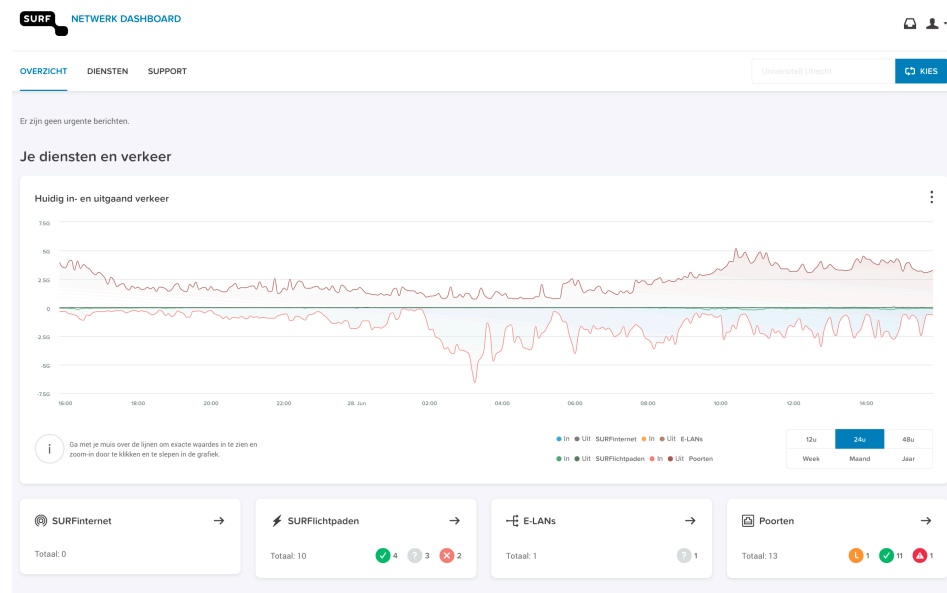 SURF NETWERK DASHBOARD
OVERZICHT DIENSTEN SUPPORT Universiteit Utrecht KIES
Er zijn geen urgente berichten.
Je diensten en verkeer
Huidig in- en uitgaand verkeer
7.5G
5G
2.5G
0
-2.5G
-5G
-7.5G
16:00 18:00 20:00 22:00 28. Jun 02:00 04:00 06:00 08:00 10:00 12:00 14:00
i
Ga met je muis over de lijnen om exacte waardes in te zien en
zoom-in door te klikken en te slepen in de grafiek.
In Uit SURFinternet In Uit E-LANs
In Uit SURFlichtpaden In Uit Poorten
12u 24u 48u
Week Maand Jaar
SURFinternet
Totaal: 0
SURFlichtpaden
Totaal: 10 4 ? 3 2
E-LANs
Totaal: 1 ? 1
Poorten
Totaal: 13 L 1 11 1